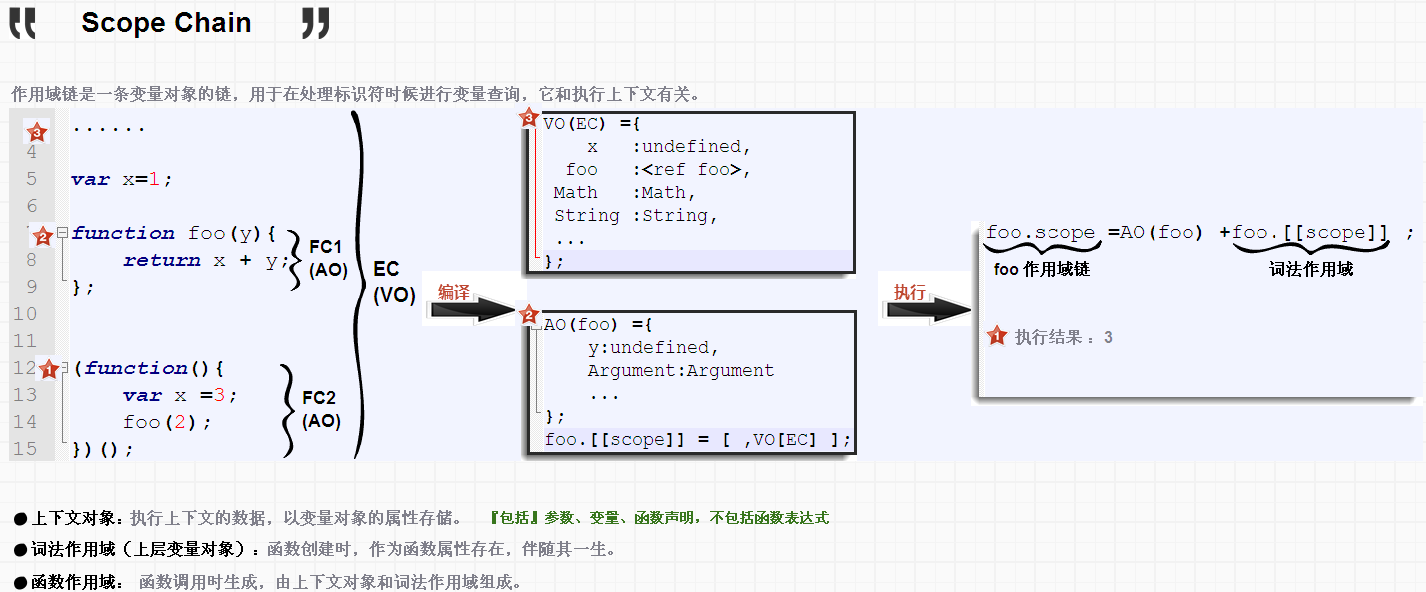 Scope Chain
作用域链是一条变量对象的链，用于在处理标识符时候进行变量查询，它和执行上下文有关。
3 ......
4
5 var x=1;
6
2 function foo(y){
8 return x + y;
9 };
10
11
12 1 (function(){
13 var x =3;
14 foo(2);
15 })();
FC1
(AO)
FC2
(AO)
EC
(VO)
编译
3 VO(EC) ={
x :undefined,
foo :<ref foo>,
Math :Math,
String :String,
...
};
2 AO(foo) ={
y:undefined,
Argument:Argument
...
};
foo.[[scope]] = [ ,VO[EC] ];
执行
foo.scope =AO(foo) +foo.[[scope]] ;
foo 作用域链 词法作用域
1 执行结果：3
●上下文对象：执行上下文的数据，以变量对象的属性存储。 『包括』参数、变量、函数声明，不包括函数表达式
●词法作用域（上层变量对象）：函数创建时，作为函数属性存在，伴随其一生。
●函数作用域： 函数调用时生成，由上下文对象和词法作用域组成。